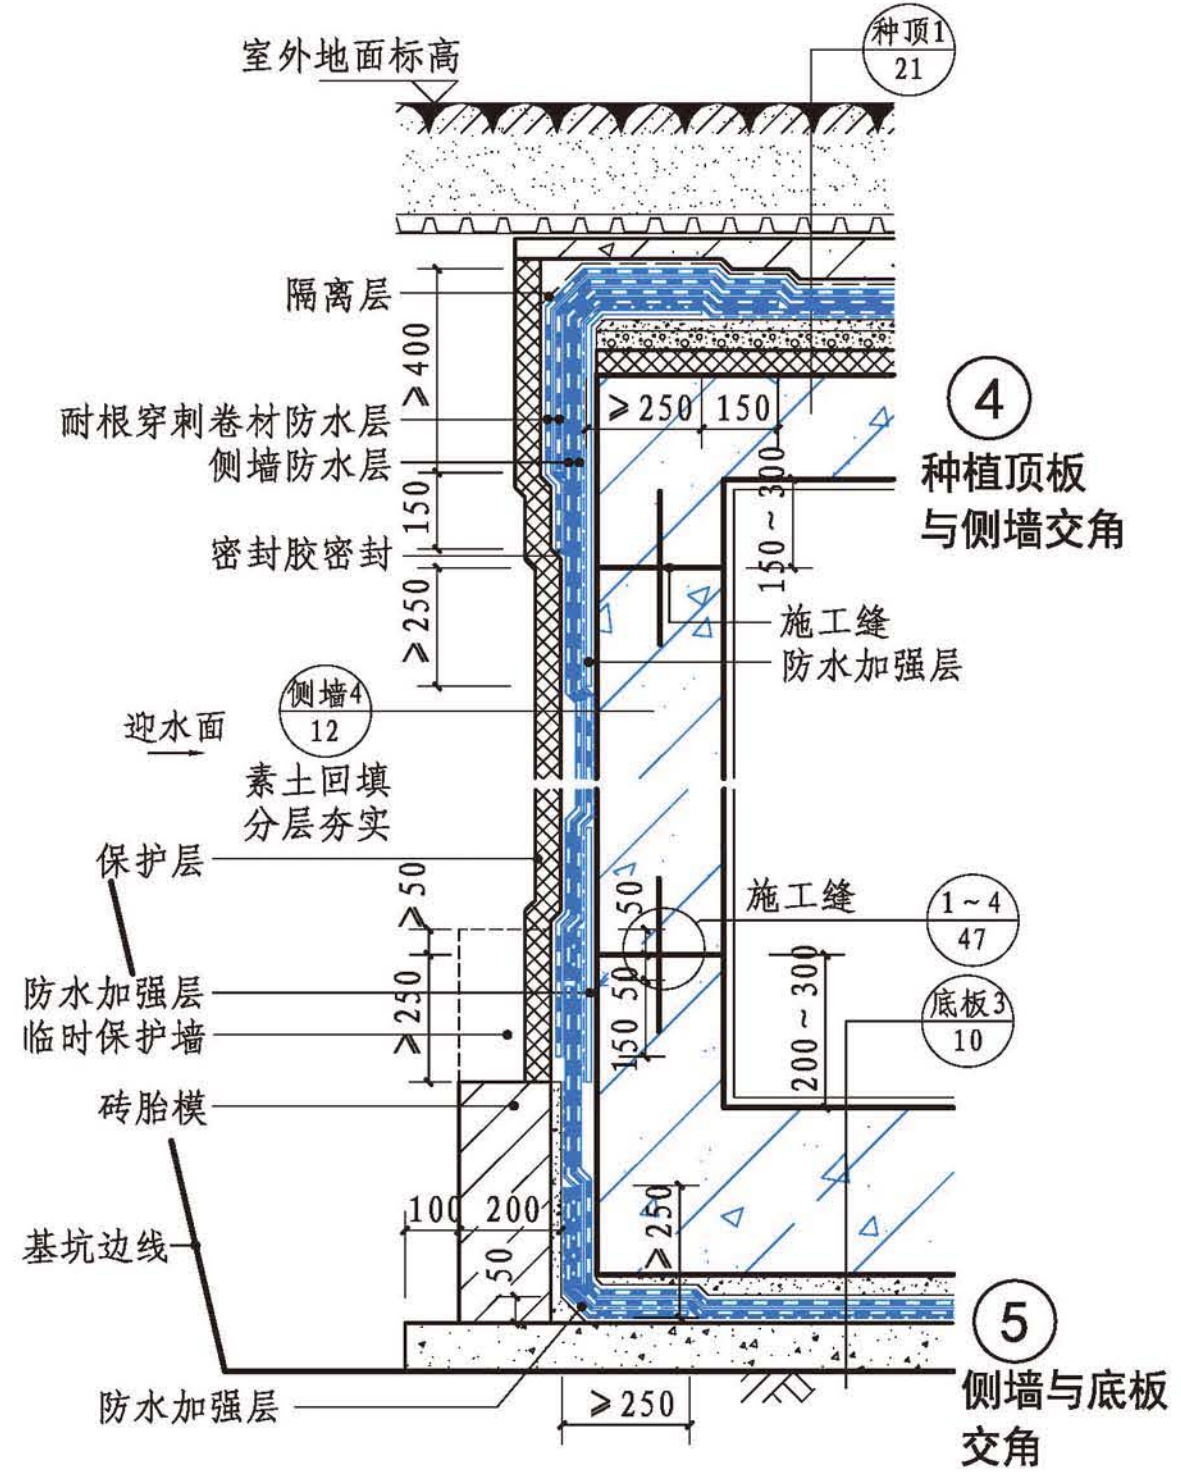 种顶1
21
室外地面标高
隔离层
≥400
耐根穿刺卷材防水层
侧墙防水层
≥250
150
④
种植顶板
与侧墙交角
150
150~300
密封胶密封
≥250
施工缝
防水加强层
侧墙4
12
迎水面
素土回填
分层夯实
保护层
≥50
50
施工缝
1~4
47
防水加强层
≥250
50
150
200~300
底板3
10
临时保护墙
砖胎模
100
200
≥250
基坑边线
50
⑤
侧墙与底板
交角
防水加强层
≥250